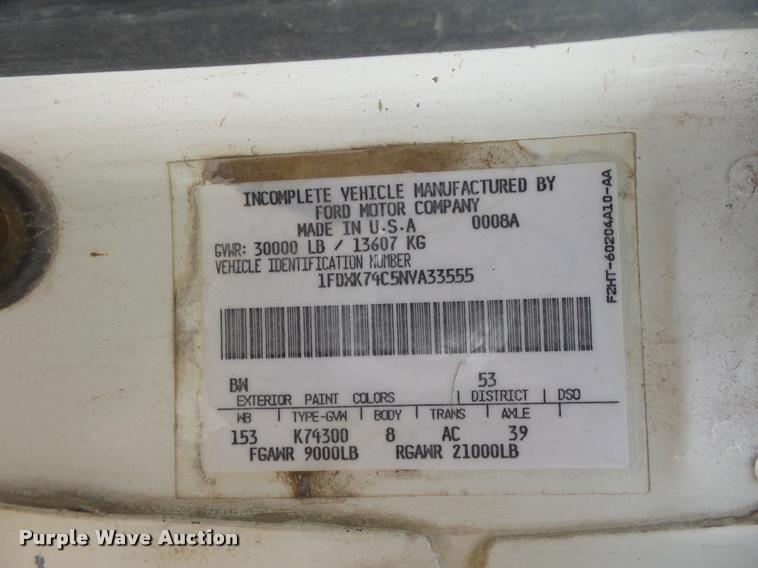 INCOMPLETE VEHICLE MANUFACTURED BY
FORD MOTOR COMPANY
MADE IN U.S.A 0008A
GVWR: 30000 LB / 13607 KG
VEHICLE IDENTIFICATION NUMBER
1FDXK74C5NVA33555
F2HT-60204A10-AA
BW 53
EXTERIOR PAINT COLORS | DISTRICT | DSO
WB | TYPE-GVW | BODY | TRANS | AXLE
153 K74300 8 AC 39
FGAWR 9000LB RGAWR 21000LB
Purple Wave Auction